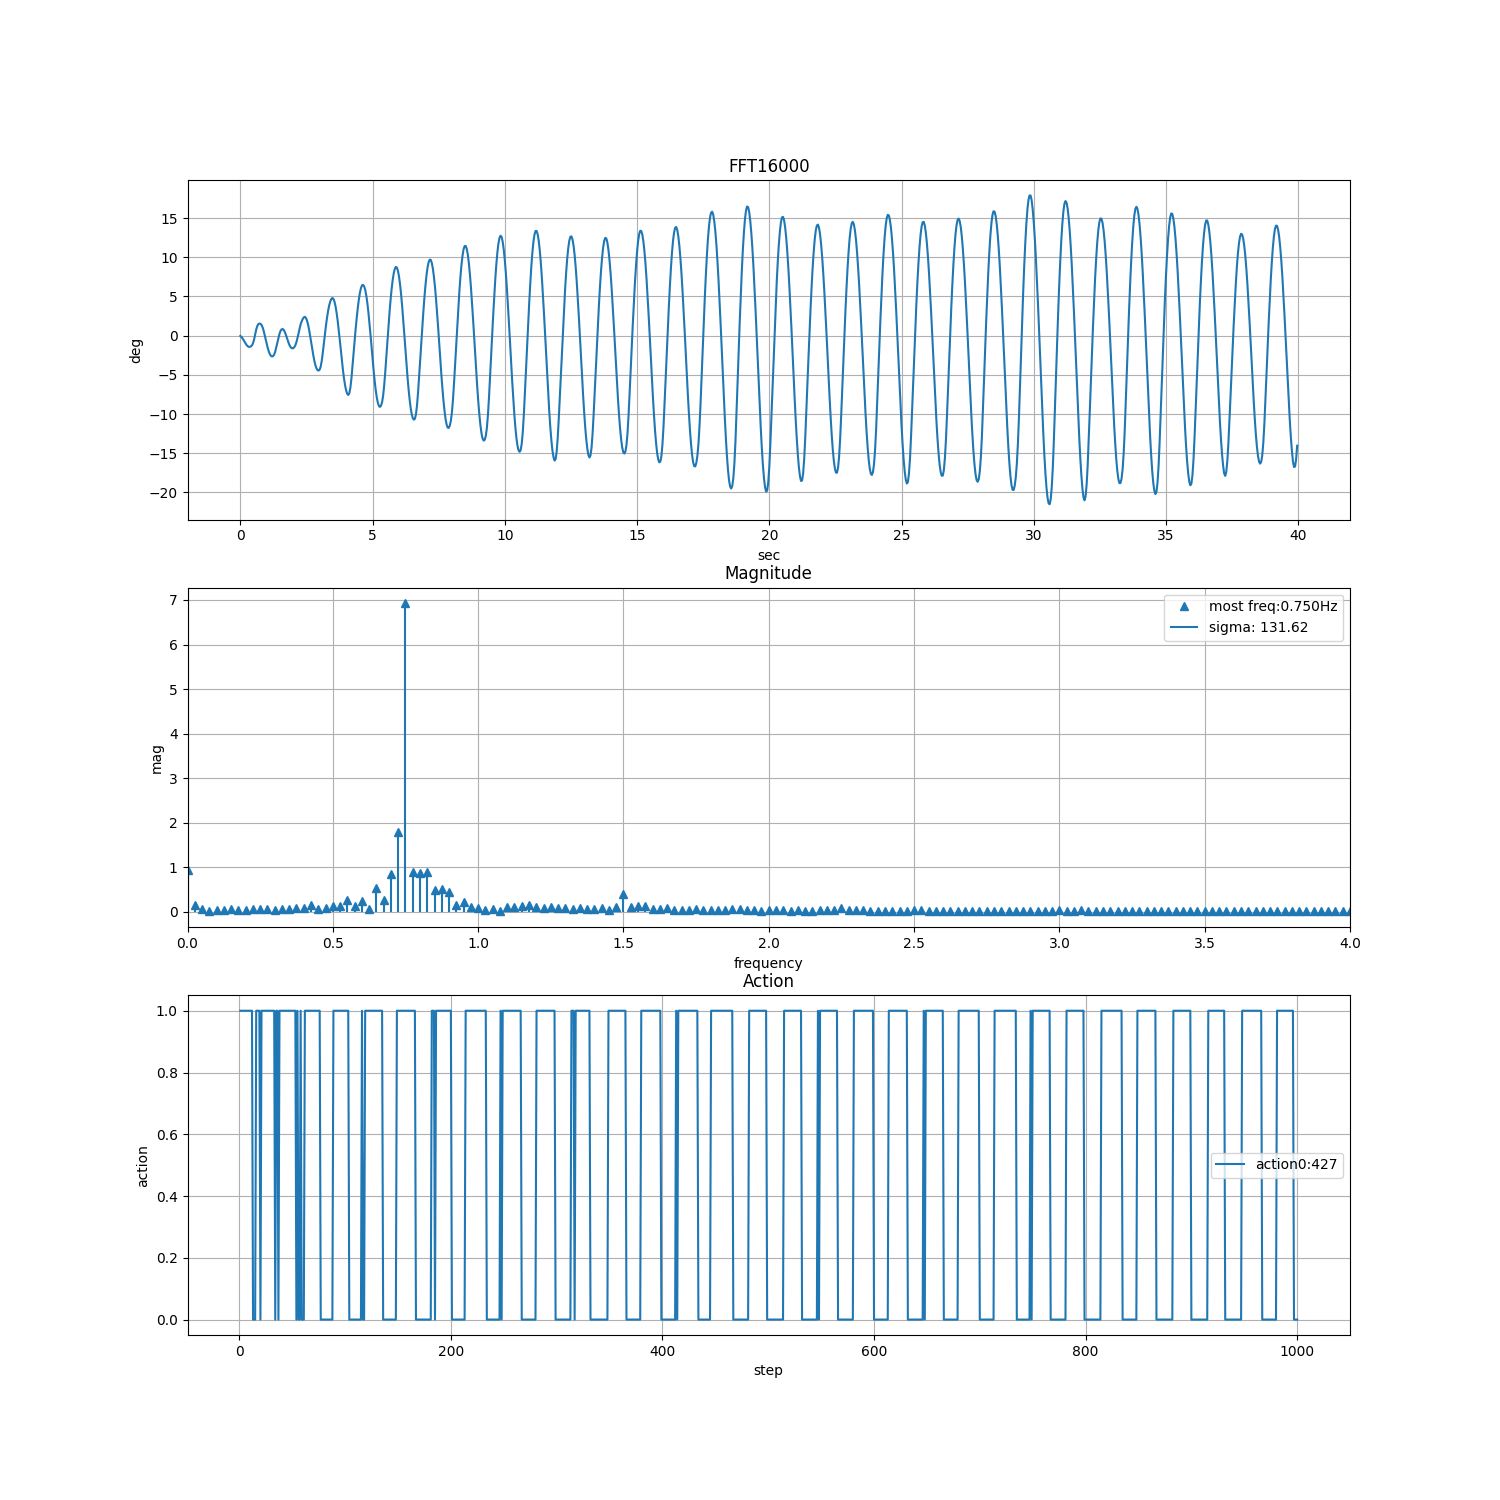 FFT16000
15
10
5
0
−5
−10
−15
−20
deg
0 5 10 15 20 25 30 35 40
sec
Magnitude
7
6
5
4
3
2
1
0
mag
most freq:0.750Hz
sigma: 131.62
0.0 0.5 1.0 1.5 2.0 2.5 3.0 3.5 4.0
frequency
Action
1.0
0.8
0.6
0.4
0.2
0.0
action
action0:427
0 200 400 600 800 1000
step